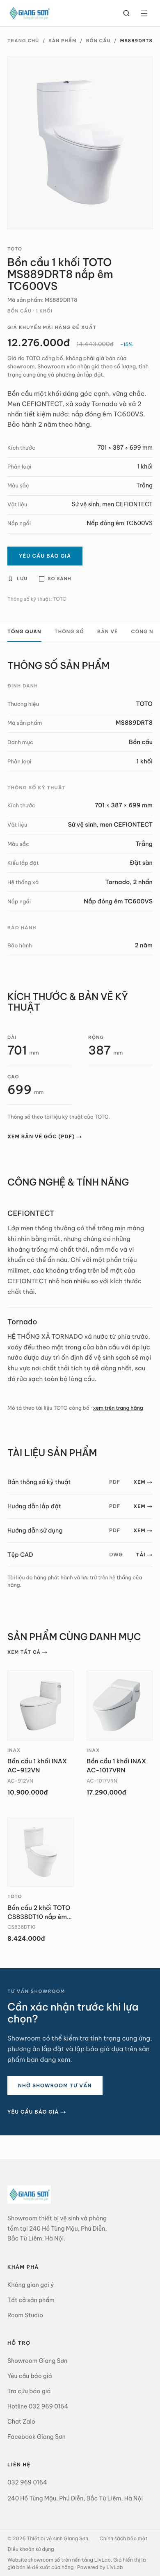 GIANG SƠN
TRANG CHỦ / SẢN PHẨM / BỒN CẦU / MS889DRT8
TOTO
Bồn cầu 1 khối TOTO
MS889DRT8 nắp êm
TC600VS
Mã sản phẩm: MS889DRT8
BỒN CẦU · 1 KHỐI
GIÁ KHUYẾN MÃI HÃNG ĐỀ XUẤT
12.276.000đ 14.443.000đ -15%
Giá do TOTO công bố, không phải giá bán của
showroom. Showroom xác nhận giá theo số lượng, tình
trạng cung ứng và phương án lắp đặt.
Bồn cầu một khối dáng góc cạnh, vững chắc.
Men CEFIONTECT, xả xoáy Tornado và xả 2
nhấn tiết kiệm nước; nắp đóng êm TC600VS.
Bảo hành 2 năm theo hãng.
Kích thước 701 × 387 × 699 mm
Phân loại 1 khối
Màu sắc Trắng
Vật liệu Sứ vệ sinh, men CEFIONTECT
Nắp ngồi Nắp đóng êm TC600VS
YÊU CẦU BÁO GIÁ
LƯU SO SÁNH
Thông số kỹ thuật: TOTO
TỔNG QUAN THÔNG SỐ BẢN VẼ CÔNG N
THÔNG SỐ SẢN PHẨM
ĐỊNH DANH
Thương hiệu TOTO
Mã sản phẩm MS889DRT8
Danh mục Bồn cầu
Phân loại 1 khối
THÔNG SỐ KỸ THUẬT
Kích thước 701 × 387 × 699 mm
Vật liệu Sứ vệ sinh, men CEFIONTECT
Màu sắc Trắng
Kiểu lắp đặt Đặt sàn
Hệ thống xả Tornado, 2 nhấn
Nắp ngồi Nắp đóng êm TC600VS
BẢO HÀNH
Bảo hành 2 năm
KÍCH THƯỚC & BẢN VẼ KỸ
THUẬT
DÀI RỘNG
701 mm 387 mm
CAO
699 mm
Thông số theo tài liệu kỹ thuật của TOTO.
XEM BẢN VẼ GỐC (PDF) →
CÔNG NGHỆ & TÍNH NĂNG
CEFIONTECT
Lớp men thông thường có thể trông mịn màng
khi nhìn bằng mắt, nhưng chúng có những
khoảng trống mà chất thải, nấm mốc và vi
khuẩn có thể ẩn náu. Chỉ với một phần triệu
milimet, các lỗ trống trên bề mặt của
CEFIONTECT nhỏ hơn nhiều so với kích thước
chất thải.
Tornado
HỆ THỐNG XẢ TORNADO xả nước từ phía trước,
xoáy đều theo một vòng tròn 360 độ với áp lực
nước được duy trì ổn định để vệ sinh sạch sẽ mọi
khu vực nơi chất thải tích tụ dễ dàng nhất, sau
đó rửa sạch toàn bộ lòng cầu.
Mô tả theo tài liệu TOTO công bố · xem trên trang hãng
TÀI LIỆU SẢN PHẨM
Bản thông số kỹ thuật PDF XEM →
Hướng dẫn lắp đặt PDF XEM →
Hướng dẫn sử dụng PDF XEM →
Tệp CAD DWG TẢI →
Tài liệu do hãng phát hành và lưu trữ trên hệ thống của
hãng.
SẢN PHẨM CÙNG DANH MỤC
XEM TẤT CẢ →
INAX INAX
Bồn cầu 1 khối INAX Bồn cầu 1 khối INAX
AC-912VN AC-1017VRN
AC-912VN AC-1017VRN
10.900.000đ 17.290.000đ
TOTO
Bồn cầu 2 khối TOTO
CS838DT10 nắp êm...
CS838DT10
8.424.000đ
TƯ VẤN SHOWROOM
Cần xác nhận trước khi lựa
chọn?
Showroom có thể kiểm tra tình trạng cung ứng,
phương án lắp đặt và lập báo giá dựa trên sản
phẩm bạn đang xem.
NHỜ SHOWROOM TƯ VẤN
YÊU CẦU BÁO GIÁ →
GIANG SƠN
Showroom thiết bị vệ sinh và phòng
tắm tại 240 Hồ Tùng Mậu, Phú Diễn,
Bắc Từ Liêm, Hà Nội.
KHÁM PHÁ
Không gian gợi ý
Tất cả sản phẩm
Room Studio
HỖ TRỢ
Showroom Giang Sơn
Yêu cầu báo giá
Tra cứu báo giá
Hotline 032 969 0164
Chat Zalo
Facebook Giang Sơn
LIÊN HỆ
032 969 0164
240 Hồ Tùng Mậu, Phú Diễn, Bắc Từ Liêm, Hà Nội
© 2026 Thiết bị vệ sinh Giang Sơn. Chính sách bảo mật
Điều khoản sử dụng
Website showroom số trên nền tảng LivLab. Giá hiển thị là
giá bán lẻ đề xuất của hãng · Powered by LivLab